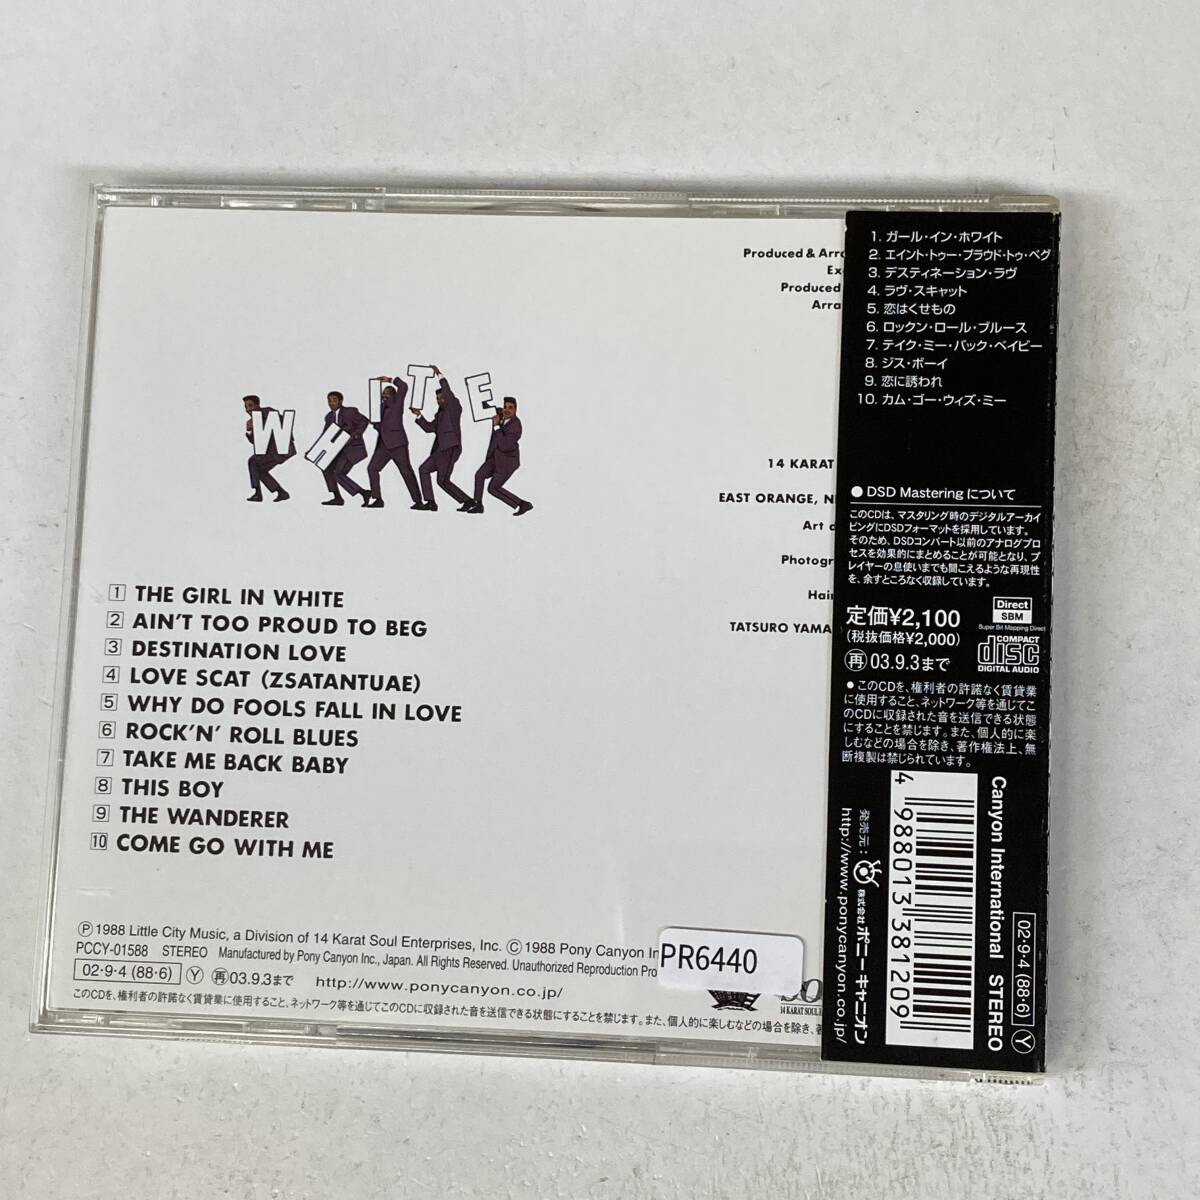 WHITE
Produced &
Produced
14 KARAT
EAST ORANGE,
Art
Hair
TATSURO
1 THE GIRL IN WHITE
2 AIN'T TOO PROUD TO BEG
3 DESTINATION LOVE
4 LOVE SCAT (ZSATANTUAE)
5 WHY DO FOOLS FALL IN LOVE
6 ROCK'N' ROLL BLUES
7 TAKE ME BACK BABY
8 THIS BOY
9 THE WANDERER
10 COME GO WITH ME
Ⓟ 1988 Little City Music, a Division of 14 Karat Soul Enterprises, Inc. © 1988 Pony Canyon
PCCY-01588 STEREO Manufactured by Pony Canyon Inc., Japan. All Rights Reserved. Unauthorized Reproduction
02・9・4 (88・6) Ⓨ 再 03.9.3まで http://www.ponycanyon.co.jp/
このCDを、権利者の許諾なく賃貸業に使用すること、ネットワーク等を通じてこのCDに収録された音を送信できる状態にすることを禁じます。また、個人的に楽しむなどの場合を除き、
PR6440
1. ガール・イン・ホワイト
2. エイント・トゥー・プラウド・トゥ・ベグ
3. デスティネーション・ラヴ
4. ラヴ・スキャット
5. 恋はくせもの
6. ロックン・ロール・ブルース
7. テイク・ミー・バック・ベイビー
8. ジス・ボーイ
9. 恋に誘われ
10. カム・ゴー・ウィズ・ミー
● DSD Mastering について
このCDは、マスタリング時のデジタルアーカイ
ビングにDSDフォーマットを採用しています。
そのため、DSDコンバート以前のアナログプロ
セスを効果的にまとめることが可能となり、プ
レイヤーの息使いまでも聞こえるような再現性
を、余すところなく収録しています。
定価¥2,100
(税抜価格¥2,000)
再 03.9.3まで
Direct
SBM
Super Bit Mapping Direct
COMPACT
disc
DIGITAL AUDIO
● このCDを、権利者の許諾なく賃貸業
に使用すること、ネットワーク等を通じてこ
のCDに収録された音を送信できる状態
にすることを禁じます。また、個人的に楽
しむなどの場合を除き、著作権法上、無
断複製は禁じられています。
4 988013 381209
発売元：株式会社ポニーキャニオン
http://www.ponycanyon.co.jp/
Canyon International STEREO
02・9・4 (88・6) Ⓨ